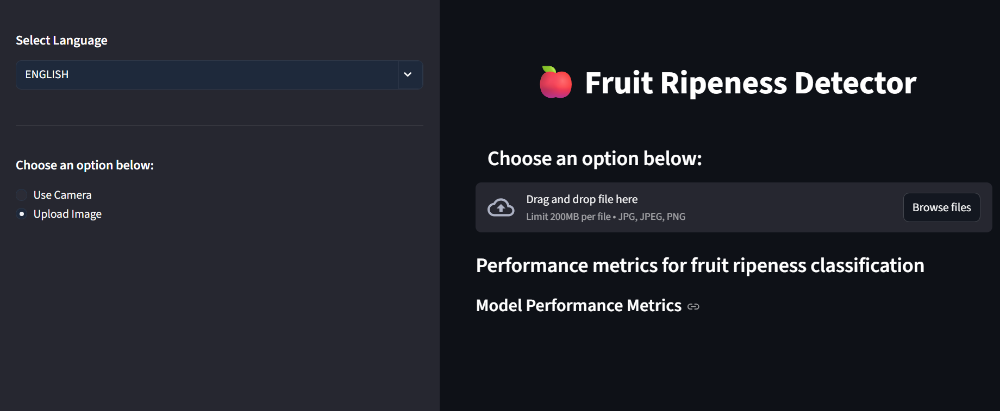 Select Language
ENGLISH
Choose an option below:
Use Camera
Upload Image
Fruit Ripeness Detector
Choose an option below:
Drag and drop file here
Limit 200MB per file • JPG, JPEG, PNG
Browse files
Performance metrics for fruit ripeness classification
Model Performance Metrics